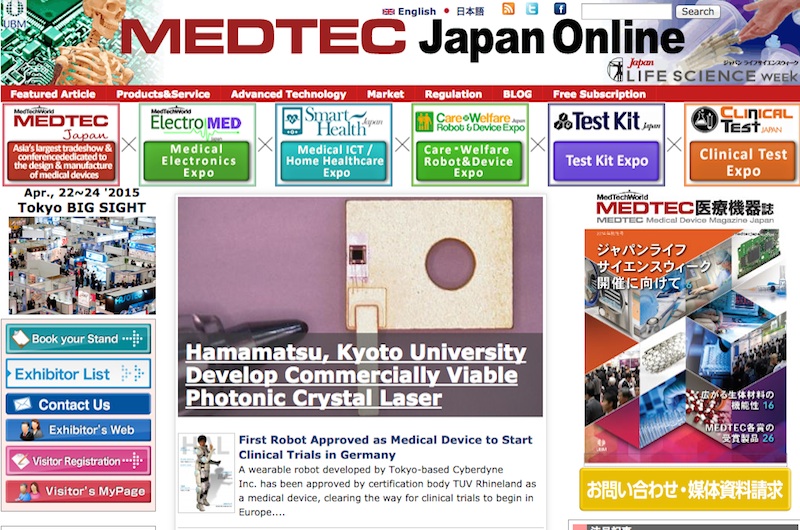 UBM
English
日本語
Search
MEDTEC Japan Online
Japan
ジャパン ライフサイエンスウィーク
LIFE SCIENCE WEEK
Featured Article Products&Service Advanced Technology Market Regulation BLOG Free Subscription
MedTechWorld
MEDTEC
Japan
Asia's largest tradeshow &
conferencededicated to
the design & manufacture
of medical devices
MedTechWorld
ElectroMED
Japan
Medical
Electronics
Expo
Smart
Health Japan
Medical ICT /
Home Healthcare
Expo
Care•Welfare Japan
Robot & Device Expo
Care・Welfare
Robot&Device
Expo
Test Kit Japan
Test Kit Expo
CLINICAL
TEST JAPAN
Clinical Test
Expo
Apr., 22~24 '2015
Tokyo BIG SIGHT
Book your Stand
Exhibitor List
Contact Us
Exhibitor's Web
Visitor Registration
Visitor's MyPage
Hamamatsu, Kyoto University
Develop Commercially Viable
Photonic Crystal Laser
HAL
First Robot Approved as Medical Device to Start
Clinical Trials in Germany
A wearable robot developed by Tokyo-based Cyberdyne
Inc. has been approved by certification body TUV Rhineland as
a medical device, clearing the way for clinical trials to begin in
Europe....
MedTechWorld
MEDTEC医療機器誌
MEDTEC Medical Device Magazine Japan
ジャパンライフ
サイエンスウィーク
開催に向けて 6
広がる生体材料の
機能性 16
MEDTEC各賞の
受賞製品 26
お問い合わせ・媒体資料請求